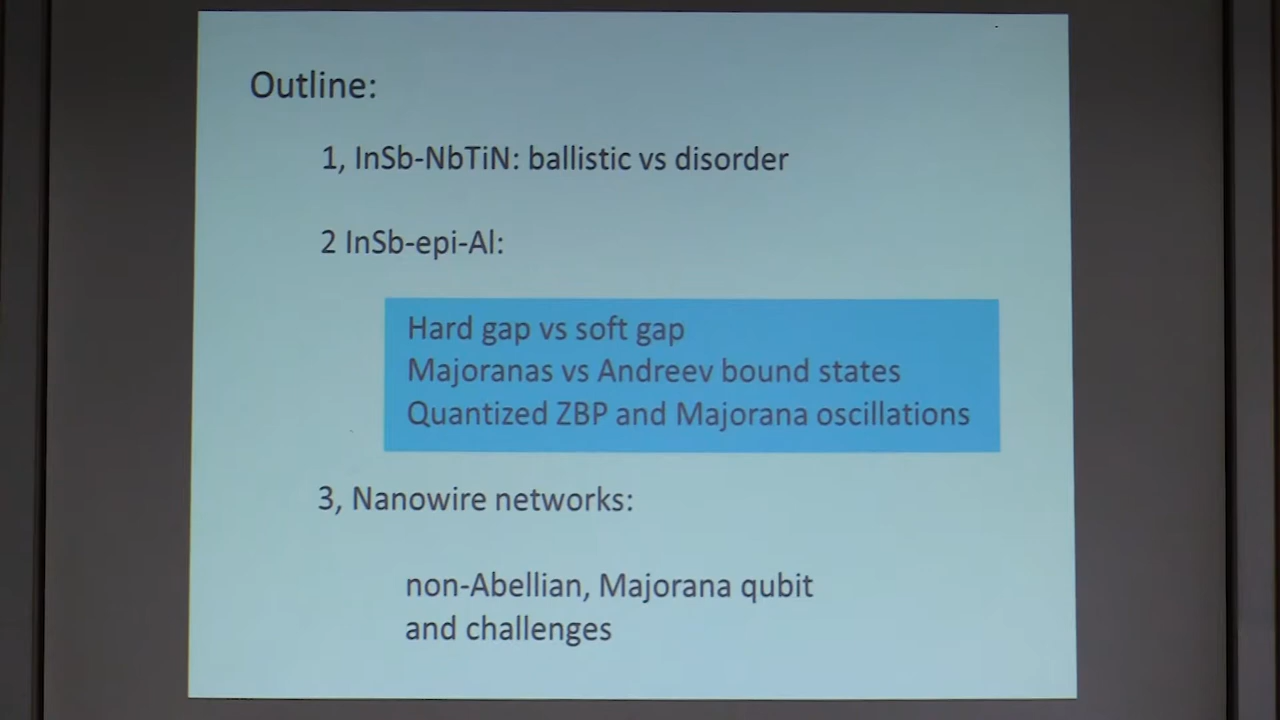 Outline:
1, InSb-NbTiN: ballistic vs disorder
2 InSb-epi-Al:
Hard gap vs soft gap
Majoranas vs Andreev bound states
Quantized ZBP and Majorana oscillations
3, Nanowire networks:
non-Abellian, Majorana qubit
and challenges